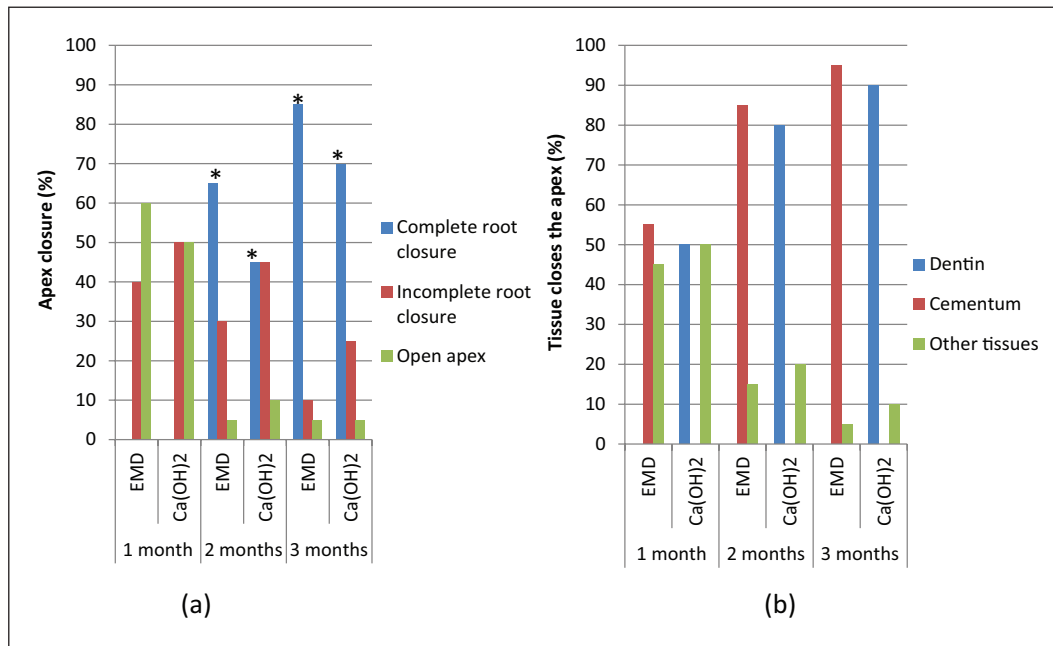 100
90
80
70
60
50
40
30
20
10
0
Apex closure (%)
*
*
*
*
EMD
Ca(OH)2
EMD
Ca(OH)2
EMD
Ca(OH)2
1 month
2 months
3 months
Complete root
closure
Incomplete root
closure
Open apex
(a)
100
90
80
70
60
50
40
30
20
10
0
Tissue closes the apex (%)
EMD
Ca(OH)2
EMD
Ca(OH)2
EMD
Ca(OH)2
1 month
2 months
3 months
Dentin
Cementum
Other tissues
(b)